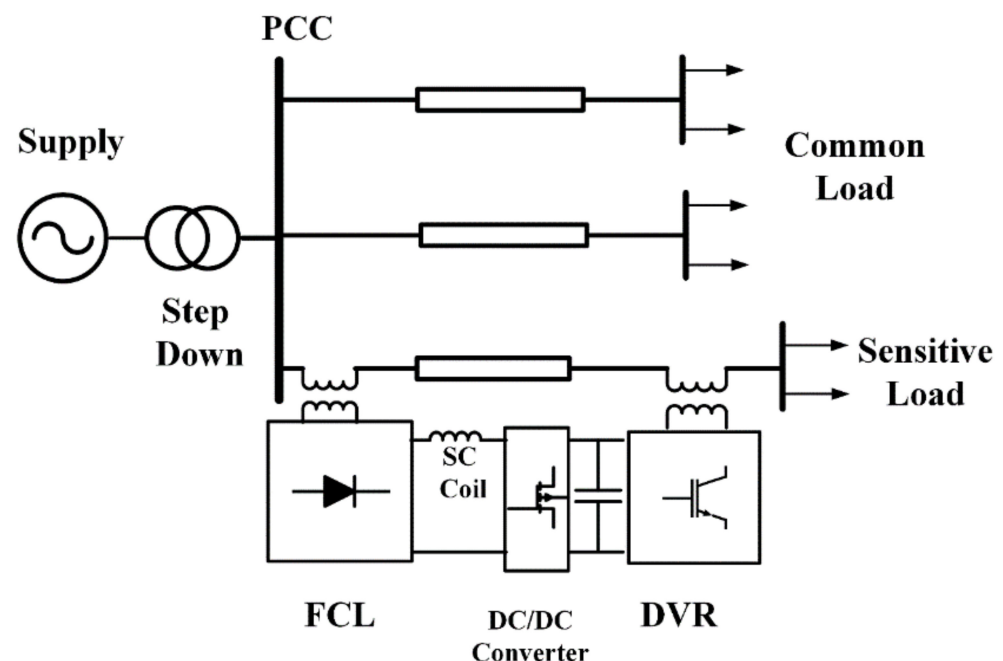 PCC
Supply
Common
Load
Step
Down
Sensitive
Load
SC
Coil
FCL
DC/DC
Converter
DVR